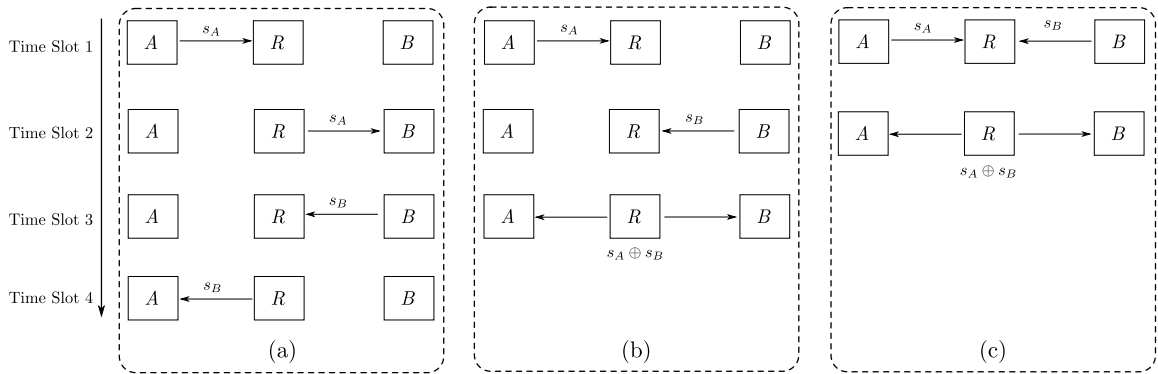 Time Slot 1
A
s_A
R
B
A
s_A
R
B
A
s_A
R
s_B
B
Time Slot 2
A
R
s_A
B
A
R
s_B
B
A
R
B
s_A ⊕ s_B
Time Slot 3
A
R
s_B
B
A
R
B
s_A ⊕ s_B
Time Slot 4
A
s_B
R
B
(a)
(b)
(c)